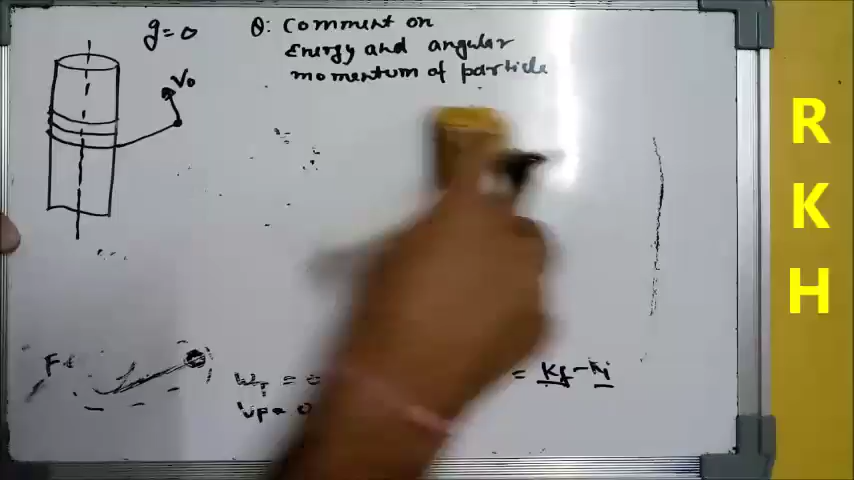 g=0
Q: Comment on
Energy and angular
momentum of particle
V₀
R
K
H
F
= Kf - Ki